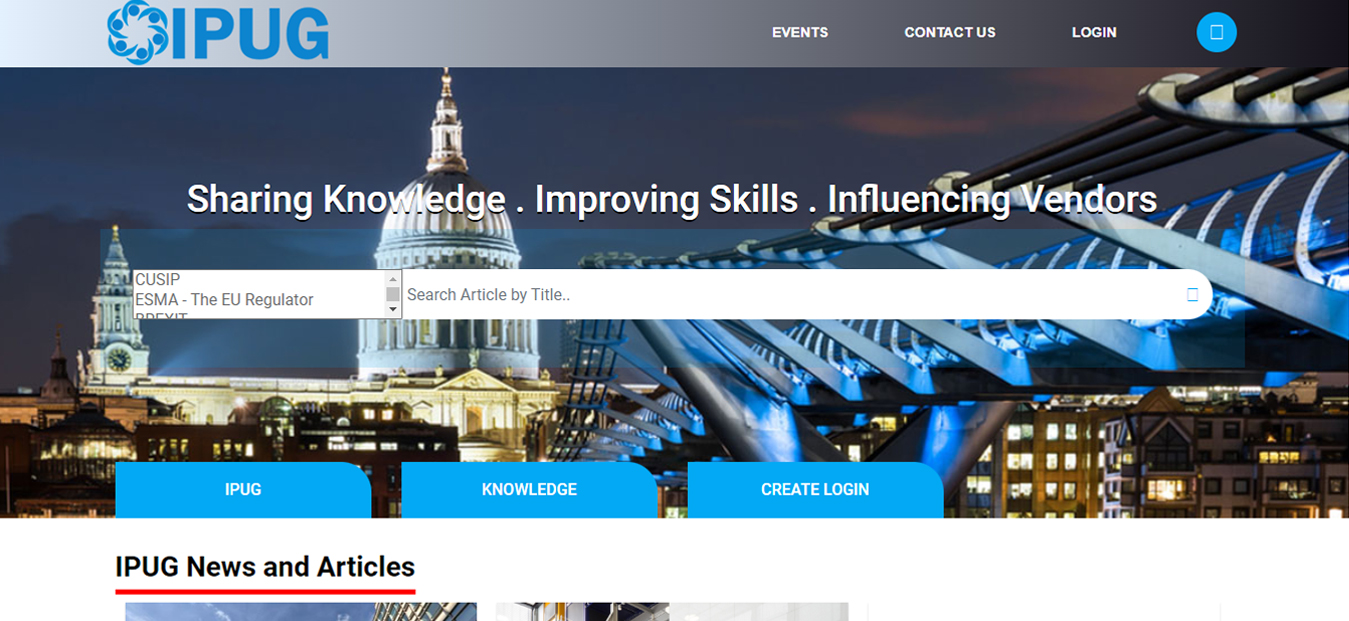 IPUG
EVENTS
CONTACT US
LOGIN
Sharing Knowledge . Improving Skills . Influencing Vendors
CUSIP
ESMA - The EU Regulator
BREXIT
Search Article by Title..
IPUG
KNOWLEDGE
CREATE LOGIN
IPUG News and Articles